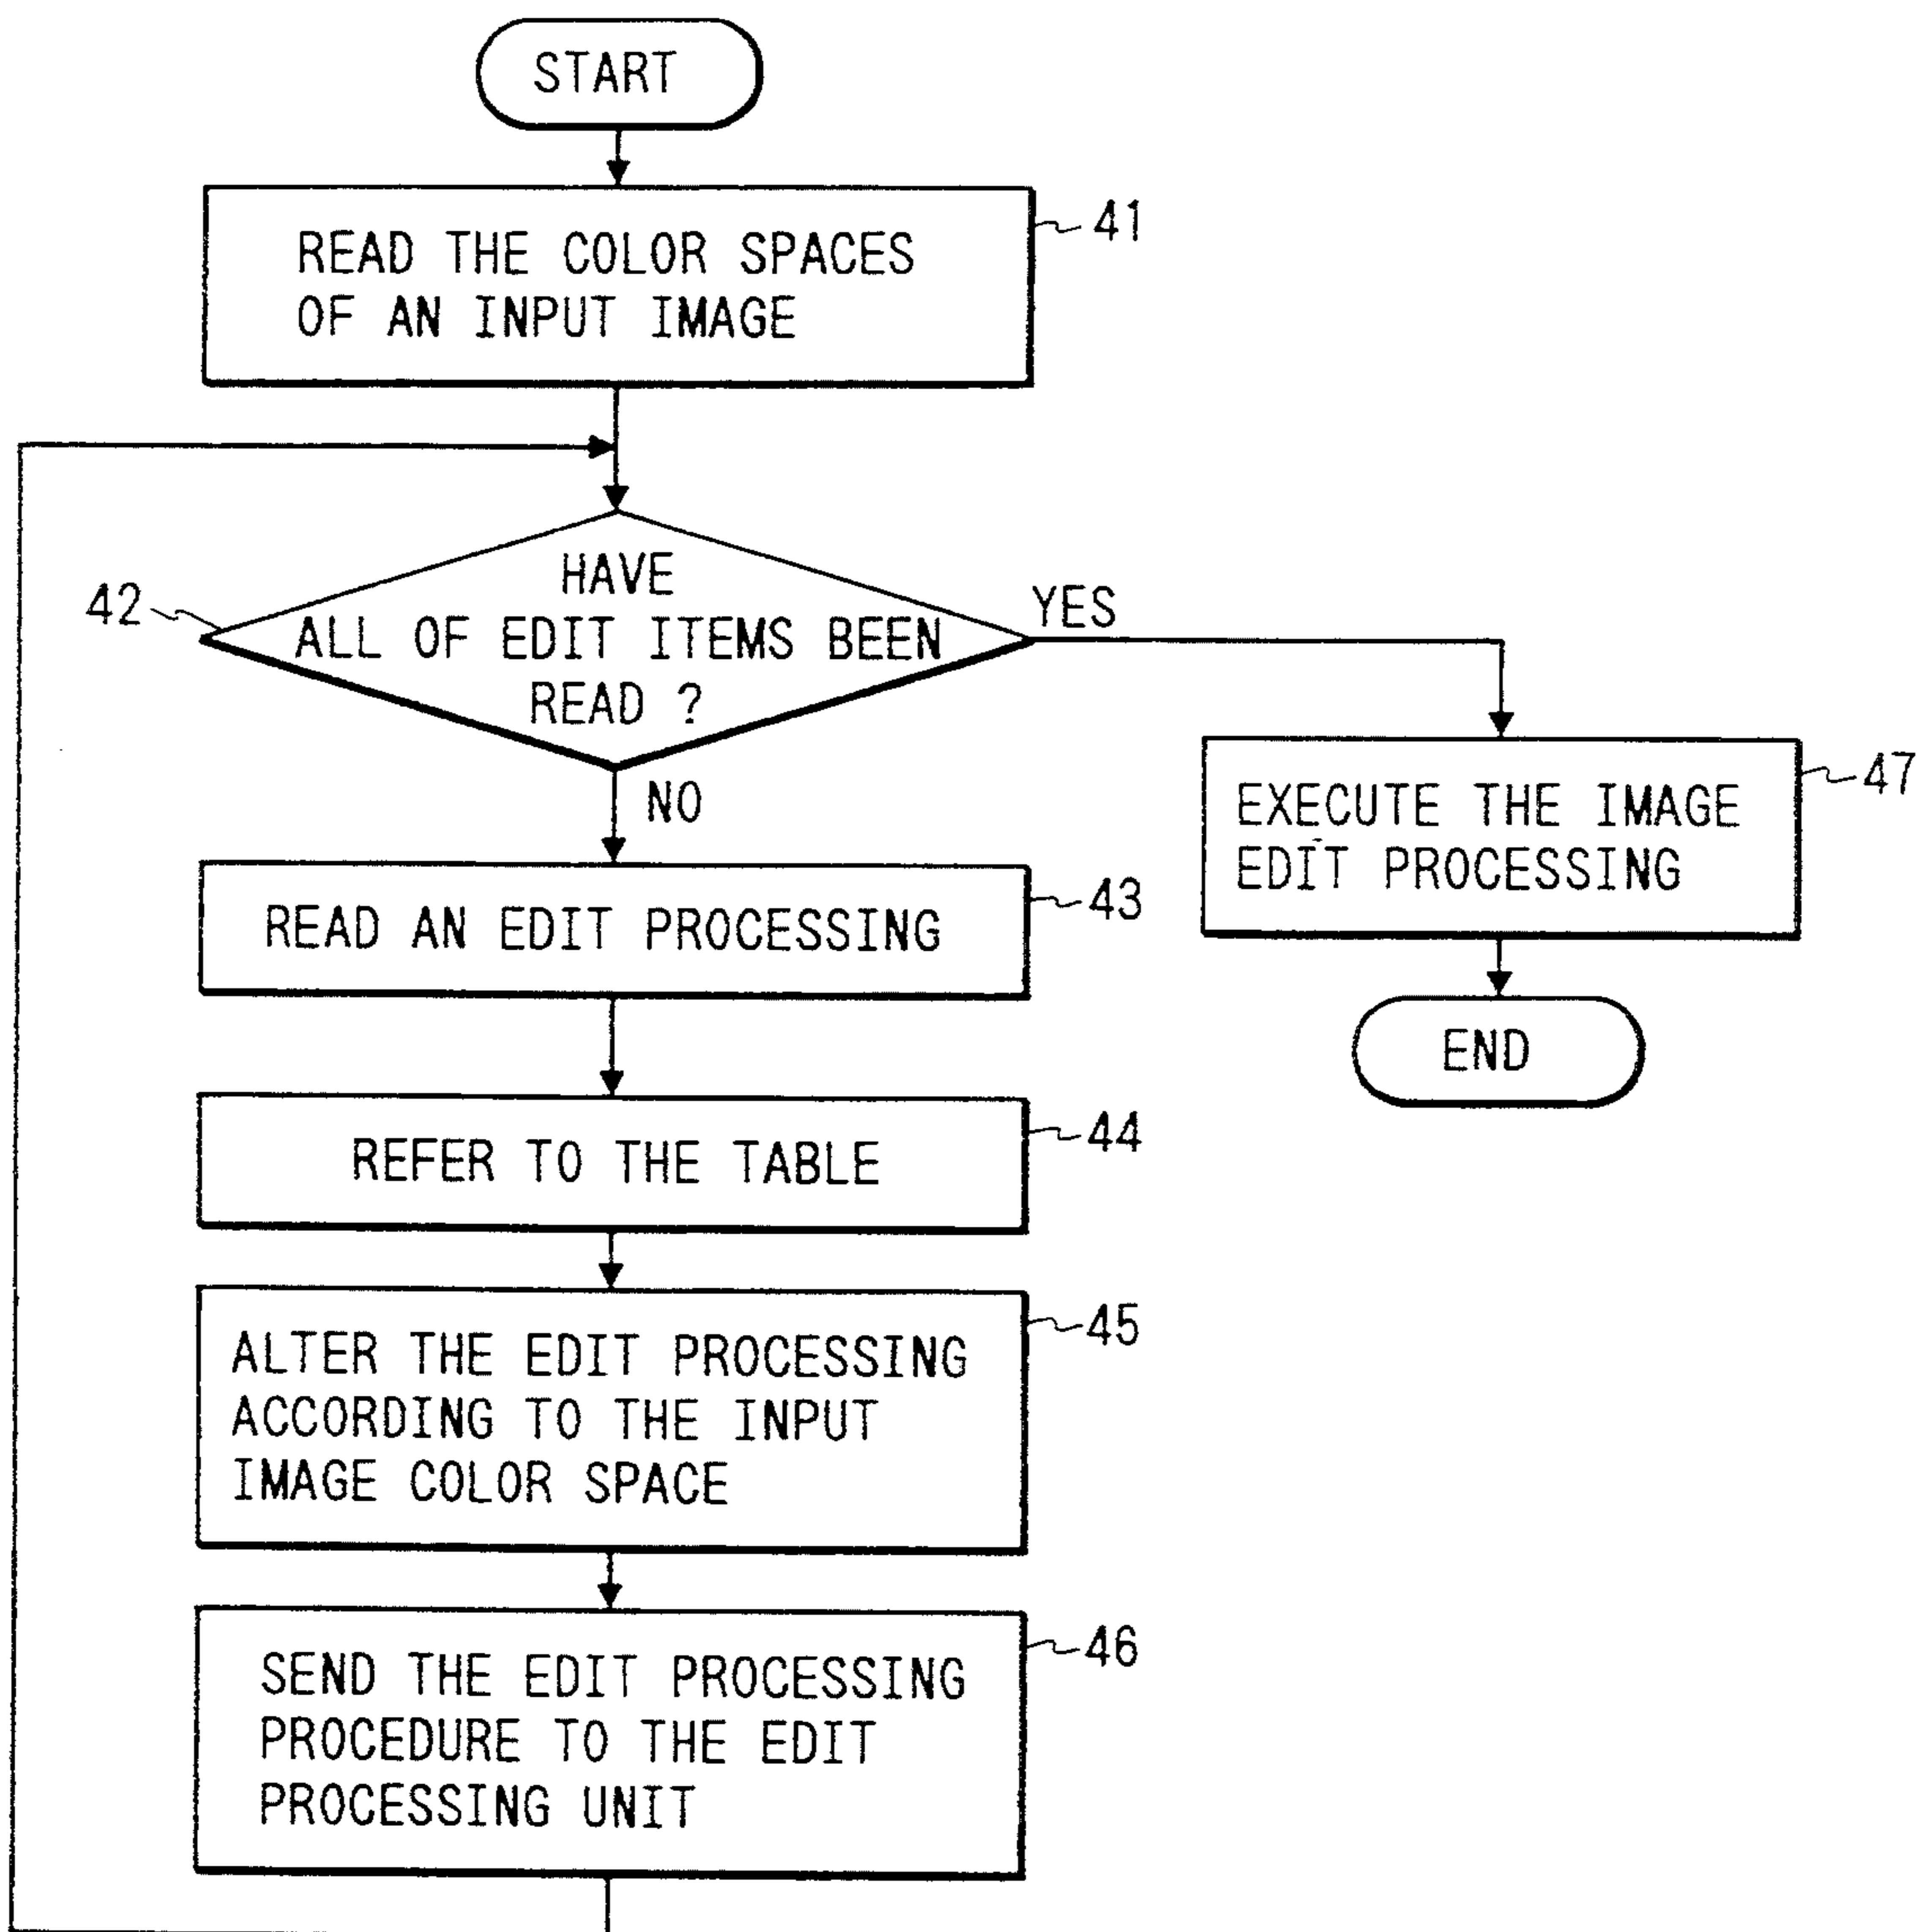 START
READ THE COLOR SPACES
OF AN INPUT IMAGE
41
42
HAVE
ALL OF EDIT ITEMS BEEN
READ ?
YES
NO
EXECUTE THE IMAGE
EDIT PROCESSING
47
READ AN EDIT PROCESSING
43
END
REFER TO THE TABLE
44
ALTER THE EDIT PROCESSING
ACCORDING TO THE INPUT
IMAGE COLOR SPACE
45
SEND THE EDIT PROCESSING
PROCEDURE TO THE EDIT
PROCESSING UNIT
46